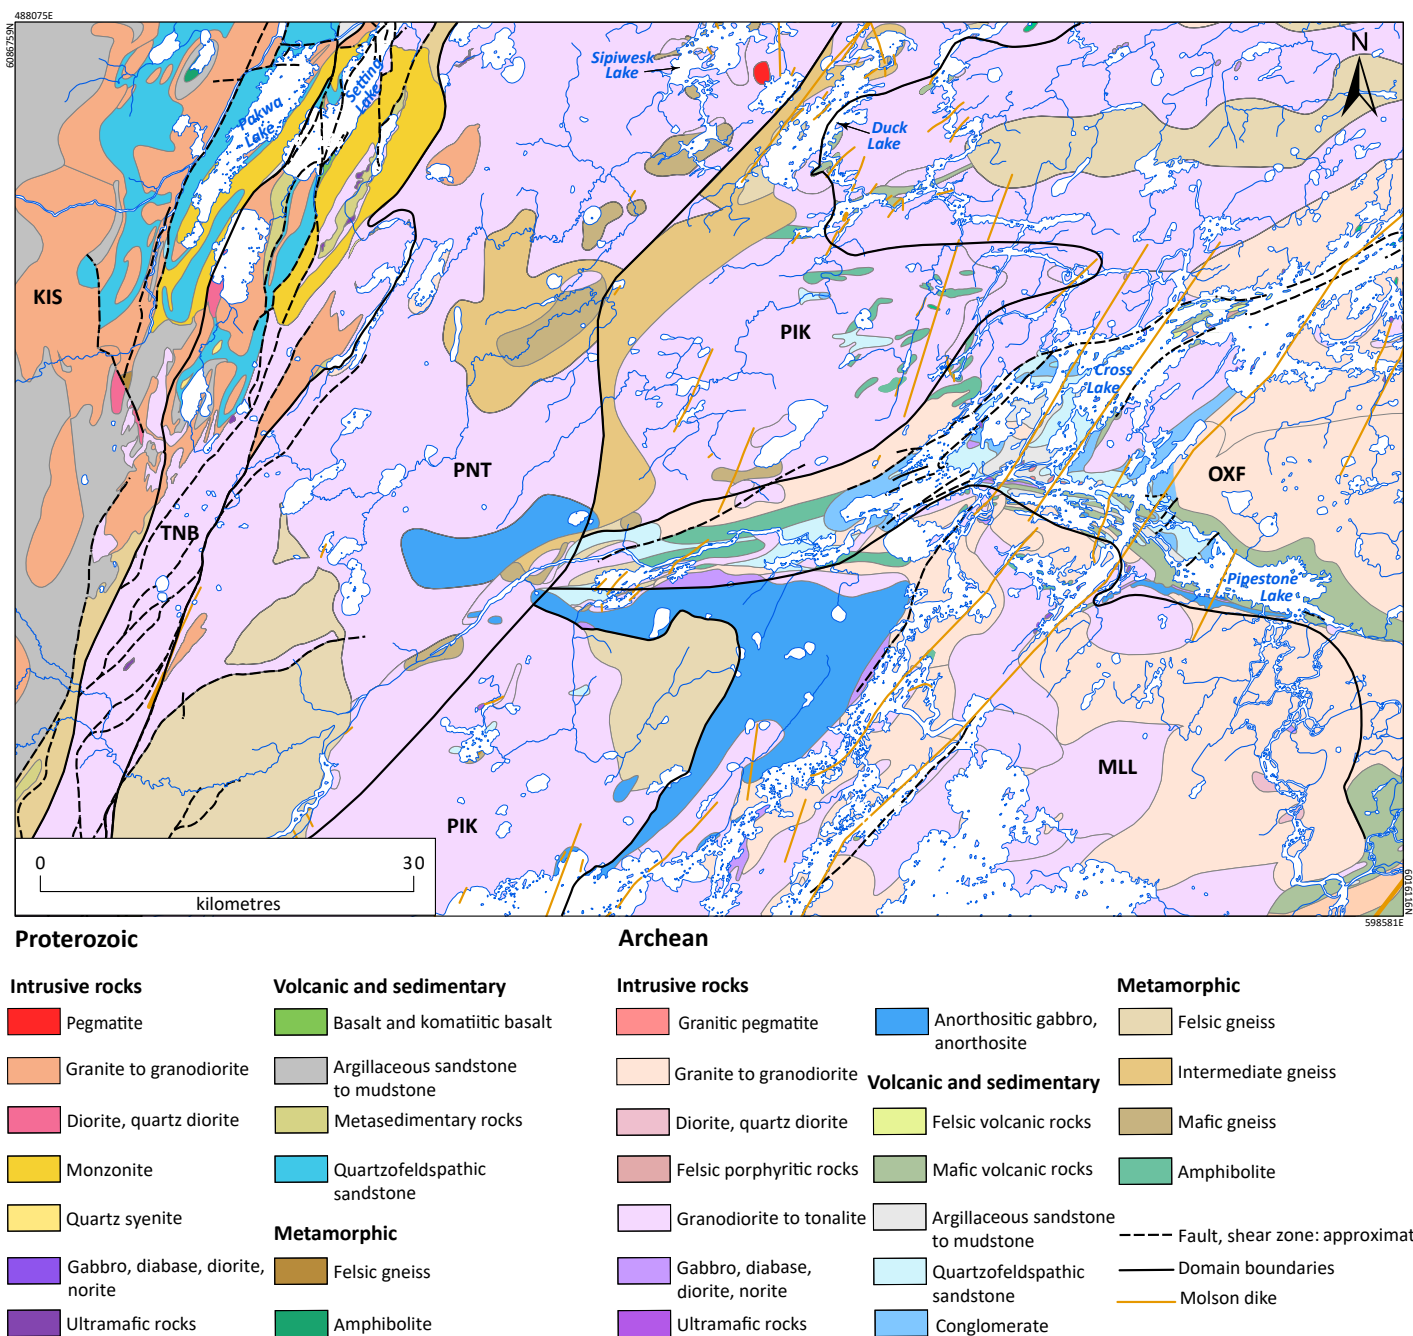 488075E
6086759N
Sipiwesk
Lake
N
Setting
Lake
Pakwa
Lake
Duck
Lake
KIS
PIK
Cross
Lake
PNT
OXF
TNB
Pipestone
Lake
MLL
PIK
0 30
kilometres
6016116N
598581E
Proterozoic
Intrusive rocks
Pegmatite
Granite to granodiorite
Diorite, quartz diorite
Monzonite
Quartz syenite
Gabbro, diabase, diorite,
norite
Ultramafic rocks
Volcanic and sedimentary
Basalt and komatiitic basalt
Argillaceous sandstone
to mudstone
Metasedimentary rocks
Quartzofeldspathic
sandstone
Metamorphic
Felsic gneiss
Amphibolite
Archean
Intrusive rocks
Granitic pegmatite
Granite to granodiorite
Diorite, quartz diorite
Felsic porphyritic rocks
Granodiorite to tonalite
Gabbro, diabase,
diorite, norite
Ultramafic rocks
Anorthositic gabbro,
anorthosite
Volcanic and sedimentary
Felsic volcanic rocks
Mafic volcanic rocks
Argillaceous sandstone
to mudstone
Quartzofeldspathic
sandstone
Conglomerate
Metamorphic
Felsic gneiss
Intermediate gneiss
Mafic gneiss
Amphibolite
Fault, shear zone: approximat
Domain boundaries
Molson dike